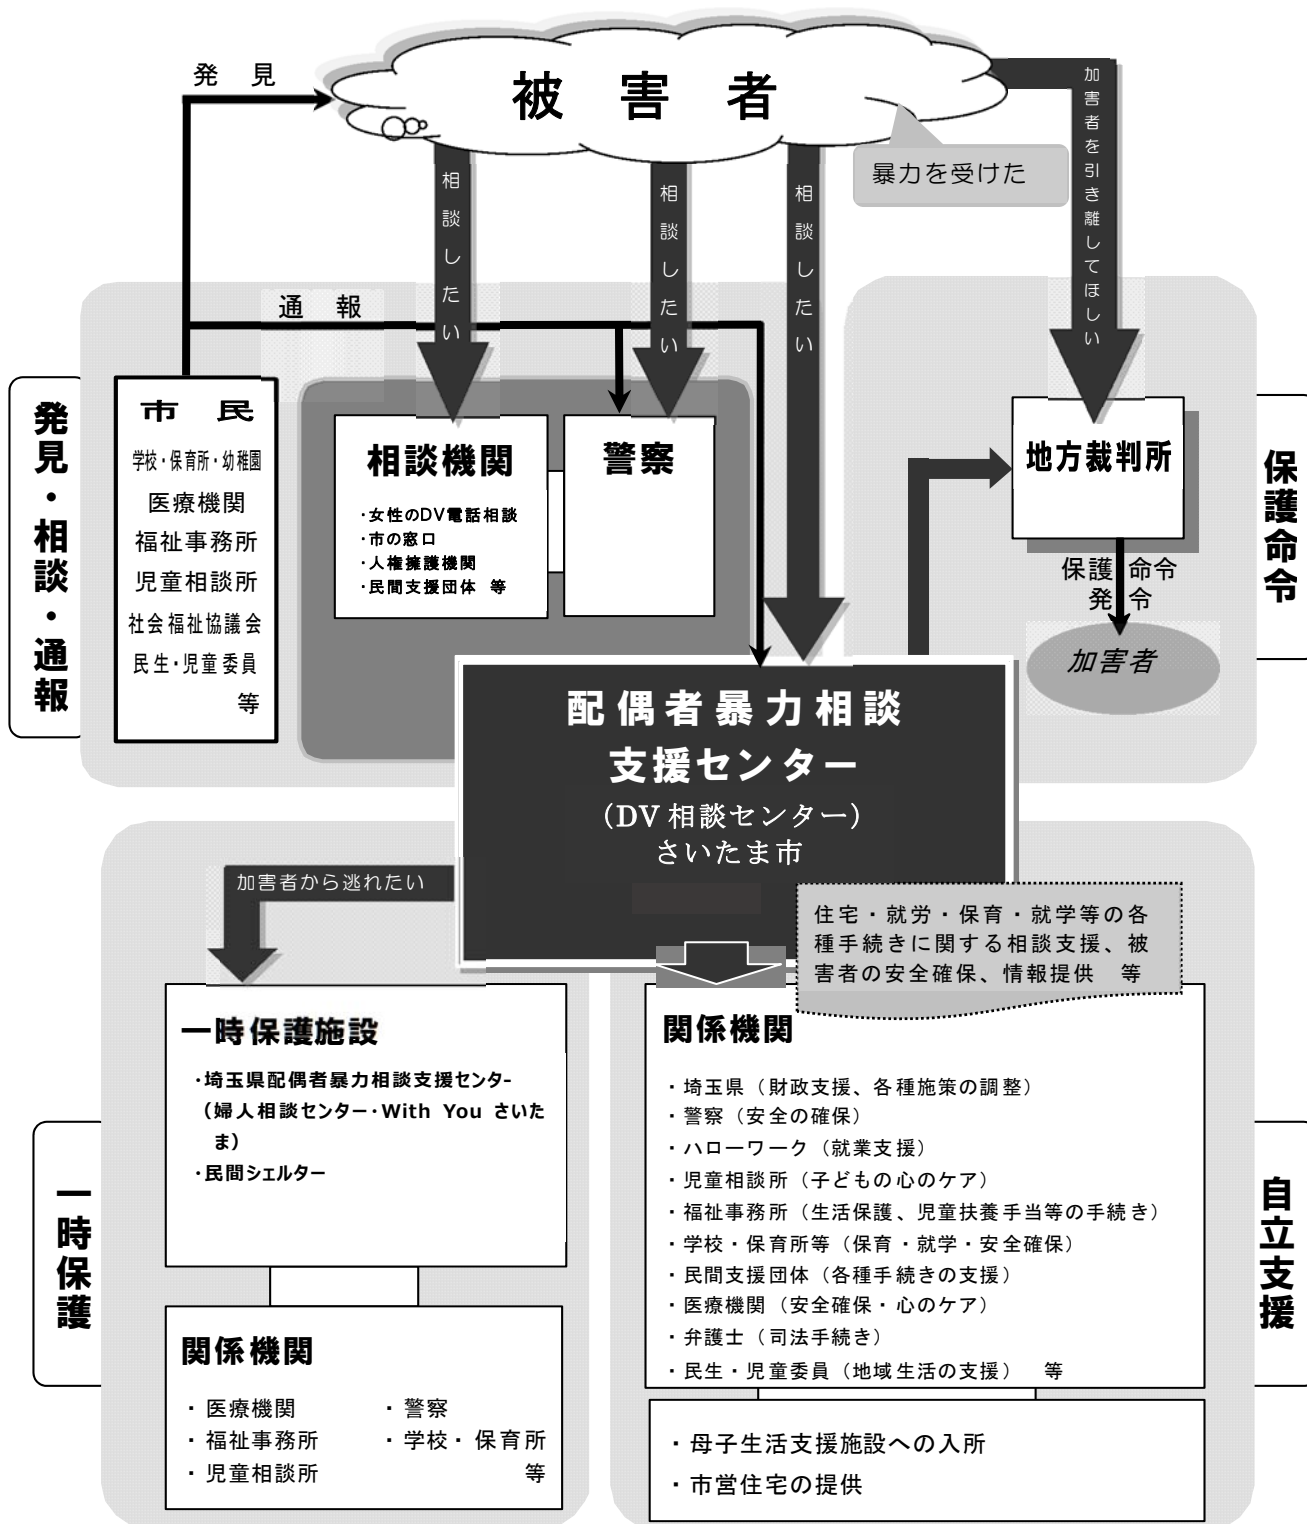 被 害 者
発 見
暴力を受けた
相談したい
相談したい
相談したい
加害者を引き離してほしい
通 報
発見・相談・通報
市 民
学校・保育所・幼稚園
医療機関
福祉事務所
児童相談所
社会福祉協議会
民生・児童委員
等
相談機関
・女性のDV電話相談
・市の窓口
・人権擁護機関
・民間支援団体 等
警察
地方裁判所
保護 命令
発 令
加害者
保護命令
配偶者暴力相談
支援センター
(DV 相談センター)
さいたま市
加害者から逃れたい
住宅・就労・保育・就学等の各
種手続きに関する相談支援、被
害者の安全確保、情報提供 等
一時保護
一時保護施設
・埼玉県配偶者暴力相談支援センター
(婦人相談センター・With You さいた
ま)
・民間シェルター
関係機関
・医療機関
・警察
・福祉事務所
・学校・保育所
・児童相談所
等
関係機関
・埼玉県(財政支援、各種施策の調整)
・警察(安全の確保)
・ハローワーク(就業支援)
・児童相談所(子どもの心のケア)
・福祉事務所(生活保護、児童扶養手当等の手続き)
・学校・保育所等(保育・就学・安全確保)
・民間支援団体(各種手続きの支援)
・医療機関(安全確保・心のケア)
・弁護士(司法手続き)
・民生・児童委員(地域生活の支援) 等
・母子生活支援施設への入所
・市営住宅の提供
自立支援